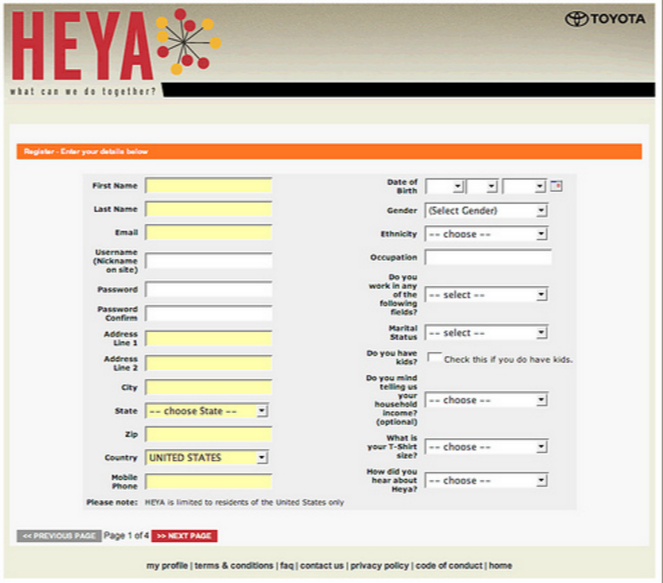 HEYA
what can we do together?
TOYOTA
Register - Enter your details below
First Name
Last Name
Email
Username
(Nickname
on site)
Password
Password
Confirm
Address
Line 1
Address
Line 2
City
State -- choose State --
Zip
Country UNITED STATES
Mobile
Phone
Please note: HEYA is limited to residents of the United States only
Date of
Birth
Gender (Select Gender)
Ethnicity -- choose --
Occupation
Do you
work in any
of the
following
fields?
-- select --
Marital
Status
-- select --
Do you have
kids?
Check this if you do have kids.
Do you mind
telling us
your
household
income?
(optional)
-- choose --
What is
your T-Shirt
size?
-- choose --
How did you
hear about
Heya?
-- choose --
<< PREVIOUS PAGE Page 1 of 4 >> NEXT PAGE
my profile | terms & conditions | faq | contact us | privacy policy | code of conduct | home